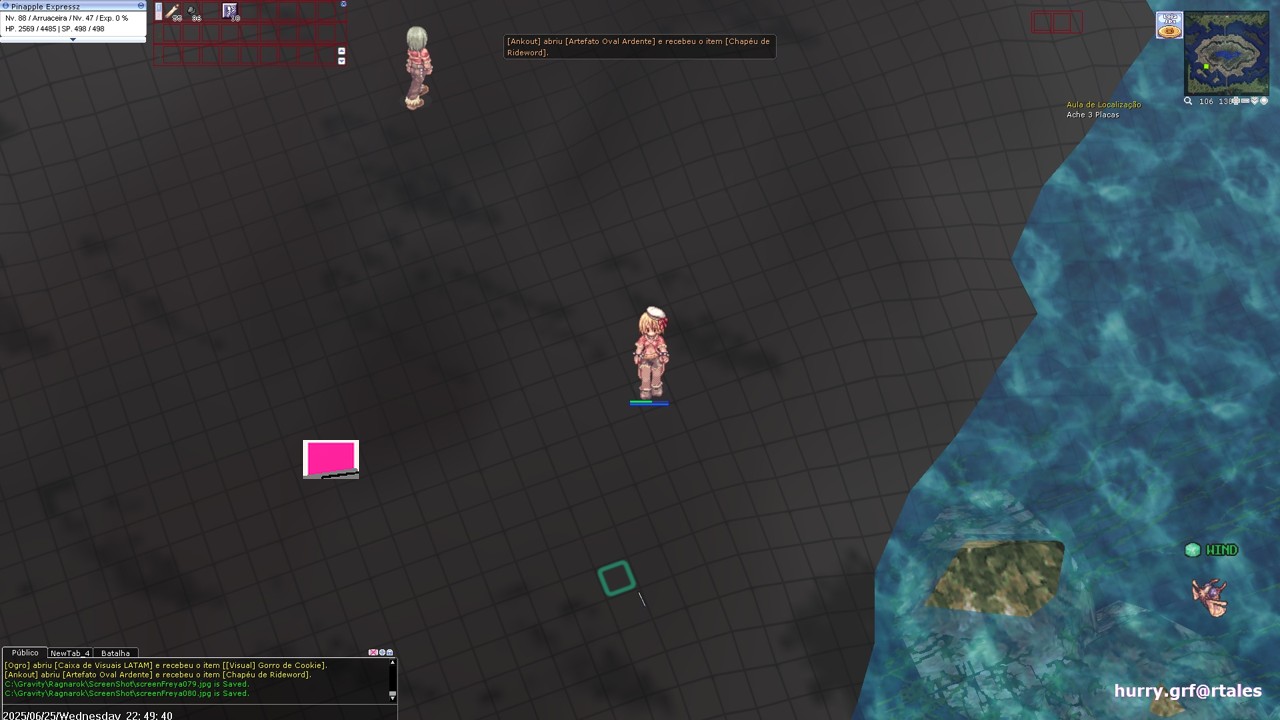 Pinapple Expressz
Nv. 88 / Arruaceira / Nv. 47 / Exp. 0 %
HP. 2569 / 4485 | SP. 498 / 498
[Ankout] abriu [Artefato Oval Ardente] e recebeu o item [Chapéu de
Rideword].
Aula de Localização
Ache 3 Placas
106
WIND
Público
NewTab_4
Batalha
[Ogro] abriu [Caixa de Visuais LATAM] e recebeu o item [[Visual] Gorro de Cookie].
[Ankout] abriu [Artefato Oval Ardente] e recebeu o item [Chapéu de Rideword].
C:\Gravity\Ragnarok\ScreenShot\screenFreya079.jpg is Saved.
C:\Gravity\Ragnarok\ScreenShot\screenFreya080.jpg is Saved.
2025/06/25/Wednesday 22:49:40
hurry.grf@rtales